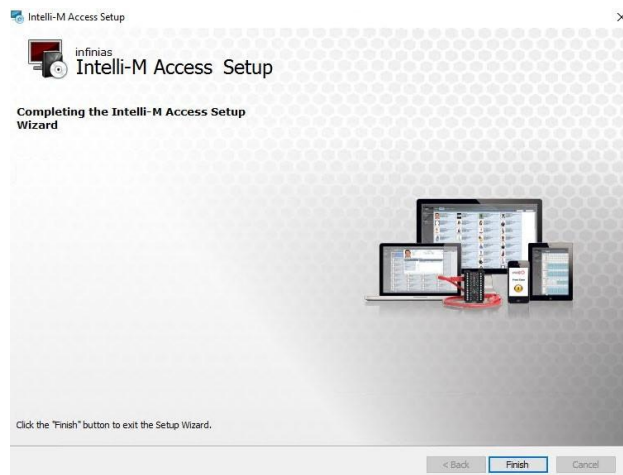 Intelli-M Access Setup
infinias
Intelli-M Access Setup
Completing the Intelli-M Access Setup
Wizard
Click the "Finish" button to exit the Setup Wizard.
< Back Finish Cancel